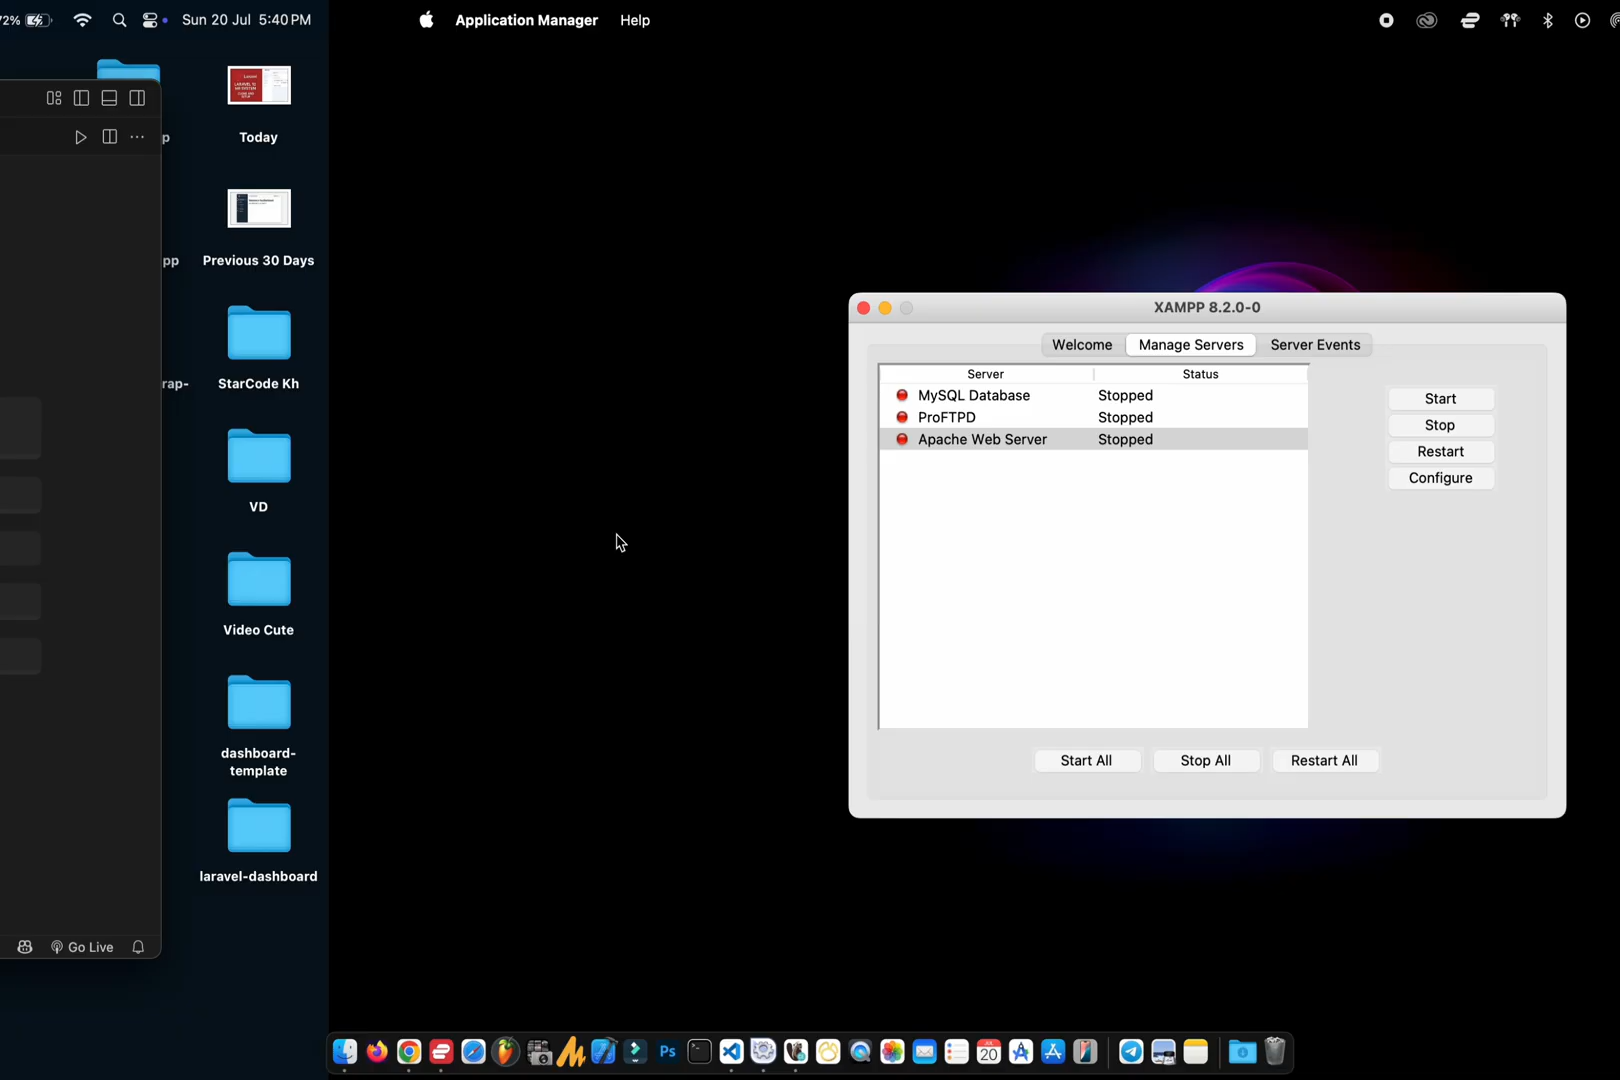 72%
Sun 20 Jul 5:40 PM
Application Manager
Help
Today
Previous 30 Days
StarCode Kh
VD
Video Cute
dashboard-
template
laravel-dashboard
p
pp
rap-
Go Live
XAMPP 8.2.0-0
Welcome
Manage Servers
Server Events
Server
Status
MySQL Database
Stopped
ProFTPD
Stopped
Apache Web Server
Stopped
Start
Stop
Restart
Configure
Start All
Stop All
Restart All
Ps
JUL
20